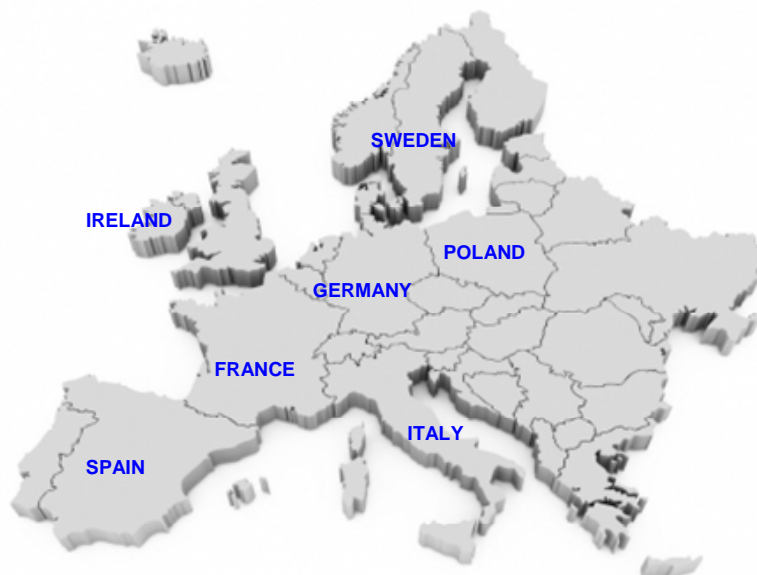 SWEDEN
IRELAND
POLAND
GERMANY
FRANCE
ITALY
SPAIN